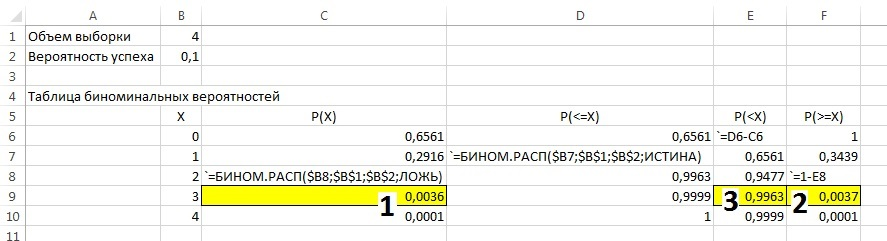 A B C D E F
1 Объем выборки 4
2 Вероятность успеха 0,1
3
4 Таблица биноминальных вероятностей
5 X P(X) P(<=X) P(<X) P(>=X)
6 0 0,6561 0,6561 `=D6-C6 1
7 1 0,2916 `=БИНОМ.РАСП($B7;$B$1;$B$2;ИСТИНА) 0,6561 0,3439
8 2 `=БИНОМ.РАСП($B8;$B$1;$B$2;ЛОЖЬ) 0,9963 0,9477 `=1-E8
9 3 1 0,0036 0,9999 3 0,9963 2 0,0037
10 4 0,0001 1 0,9999 0,0001
11